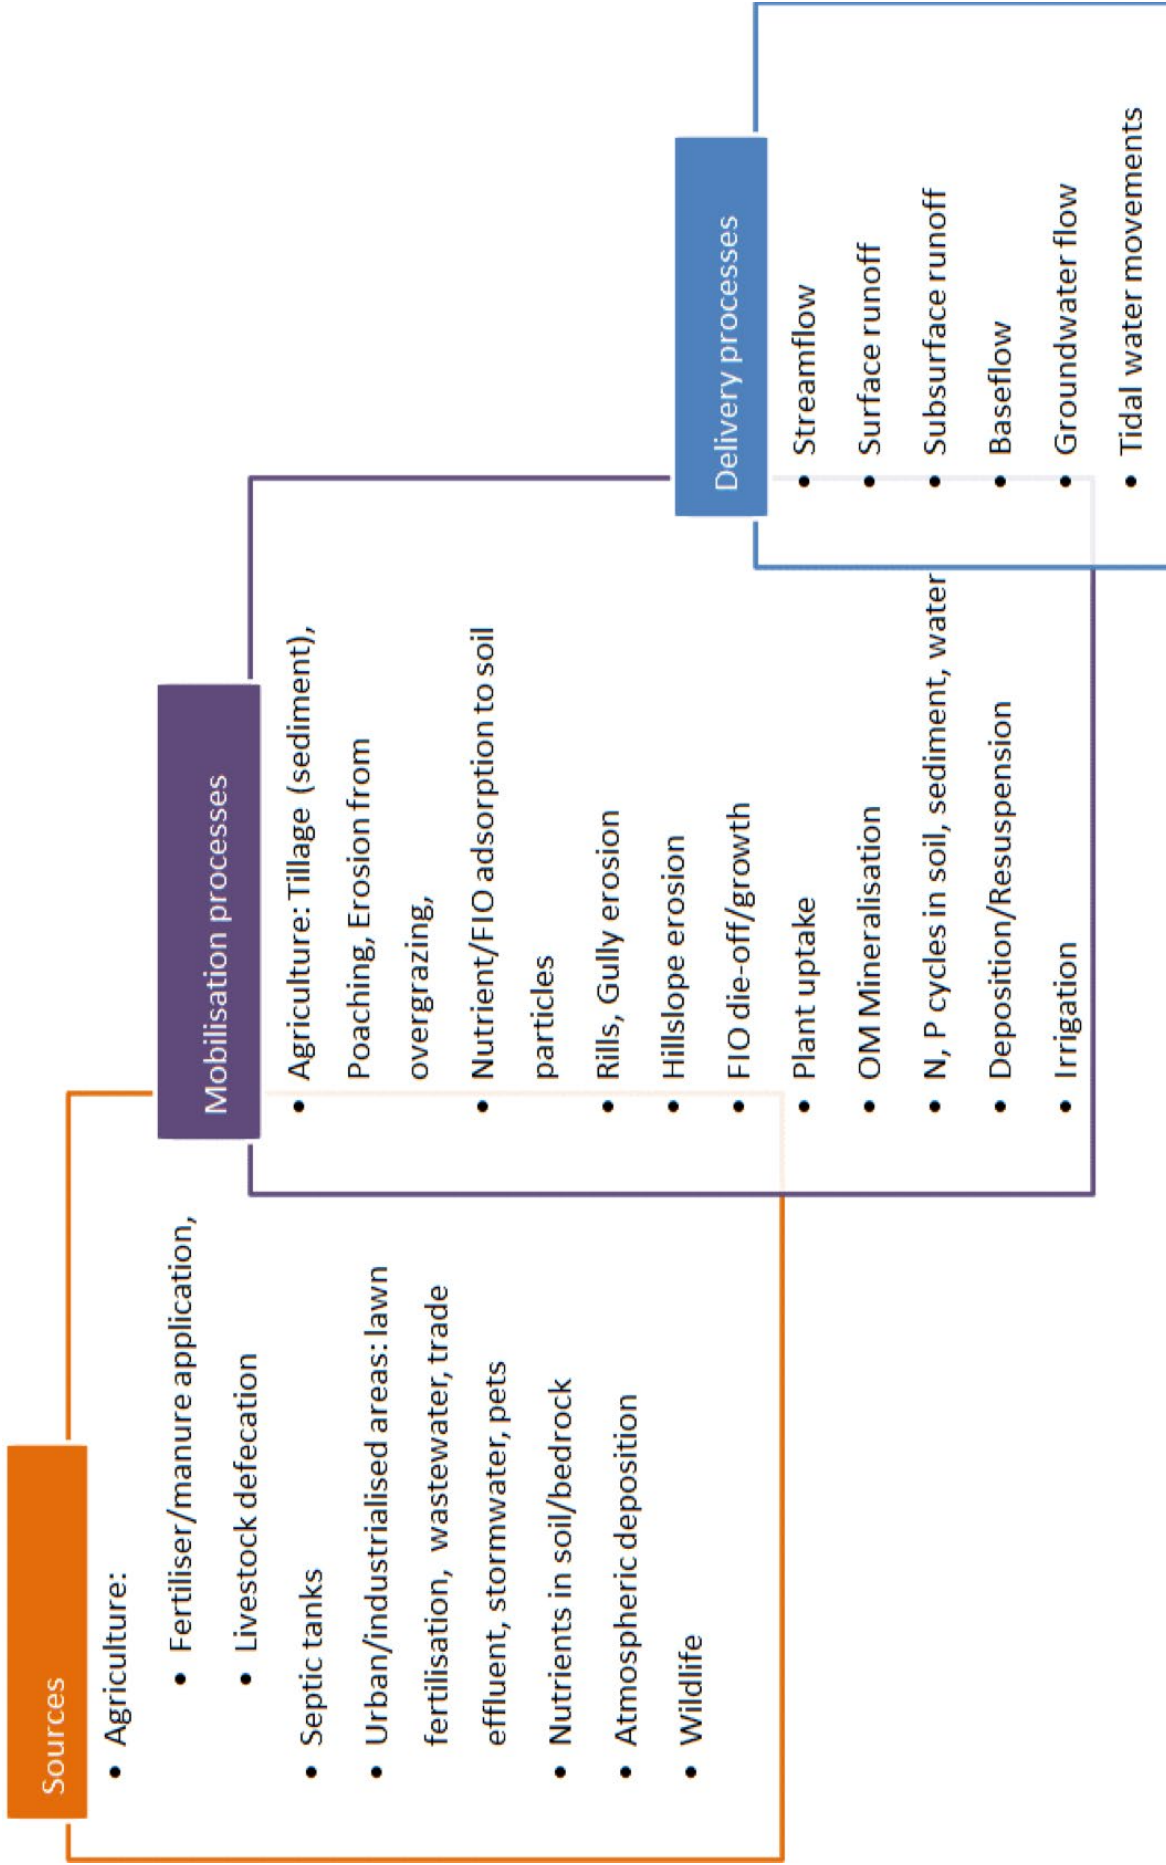 Sources
• Agriculture:
• Fertiliser/manure application,
• Livestock defecation
• Septic tanks
• Urban/industrialised areas: lawn
fertilisation, wastewater, trade
effluent, stormwater, pets
• Nutrients in soil/bedrock
• Atmospheric deposition
• Wildlife
Mobilisation processes
• Agriculture: Tillage (sediment),
Poaching, Erosion from
overgrazing,
• Nutrient/FIO adsorption to soil
particles
• Rills, Gully erosion
• Hillslope erosion
• FIO die-off/growth
• Plant uptake
• OM Mineralisation
• N, P cycles in soil, sediment, water
• Deposition/Resuspension
• Irrigation
Delivery processes
• Streamflow
• Surface runoff
• Subsurface runoff
• Baseflow
• Groundwater flow
• Tidal water movements